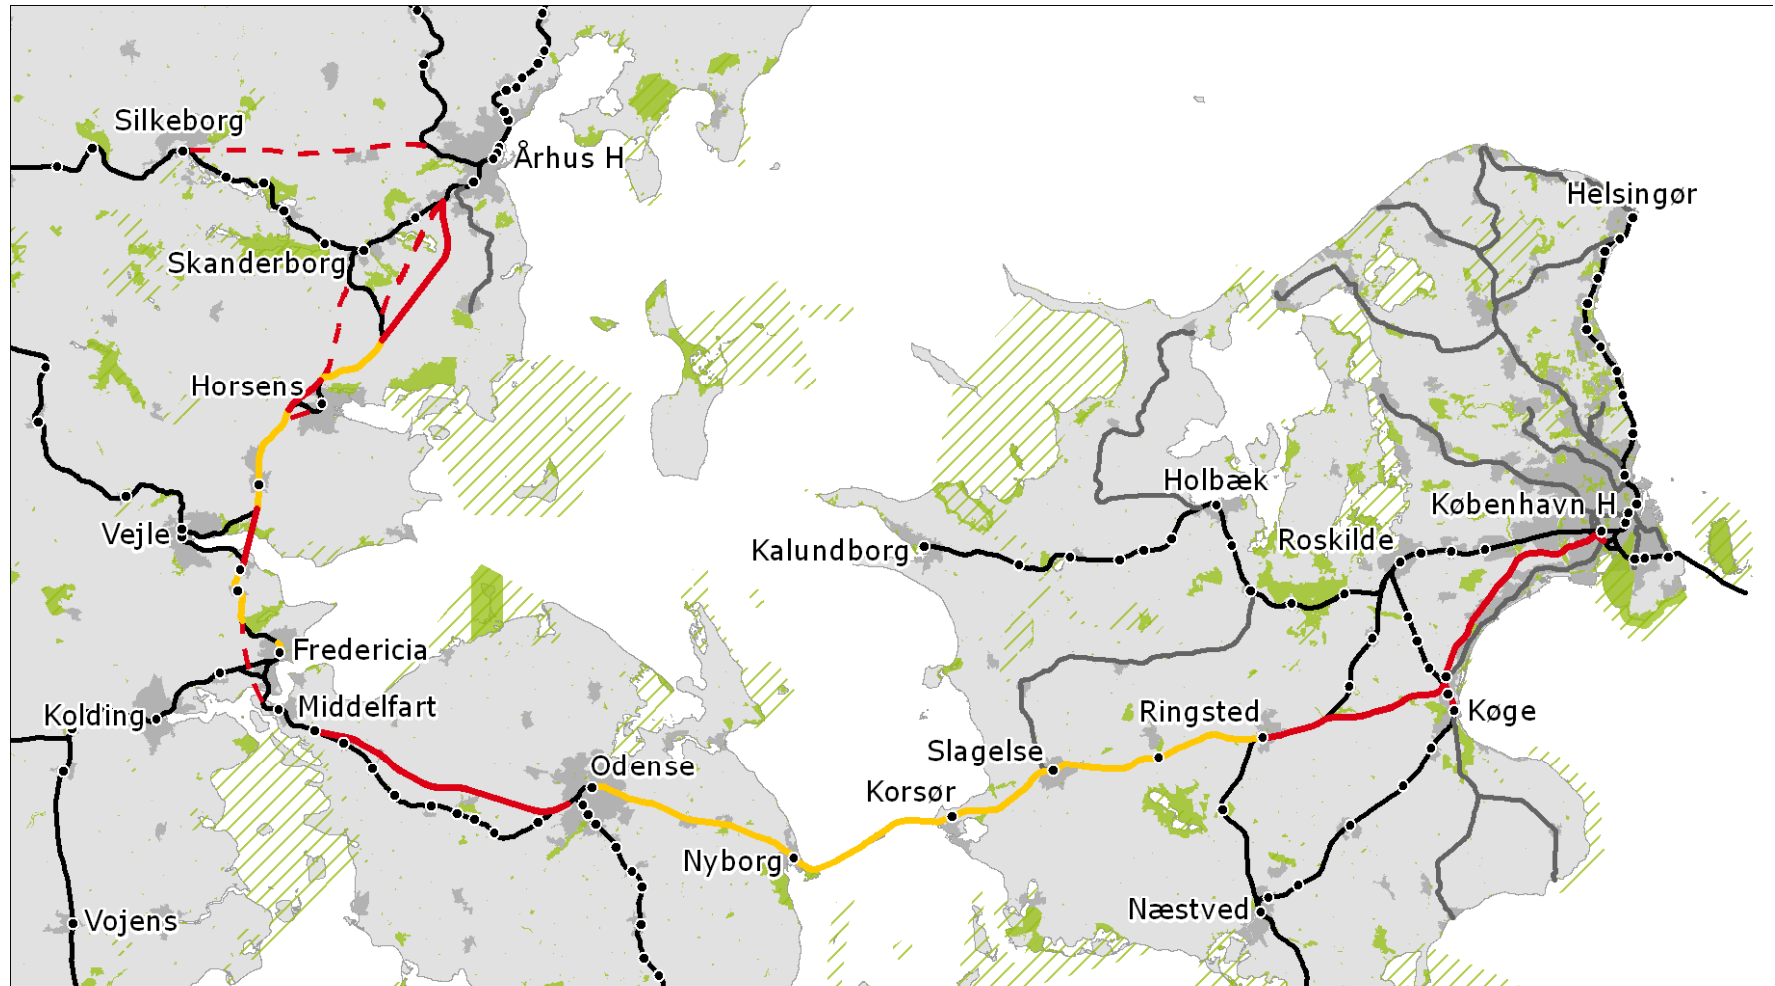 Silkeborg
Århus H
Helsingør
Skanderborg
Horsens
Holbæk
København H
Vejle
Kalundborg
Roskilde
Fredericia
Kolding
Middelfart
Ringsted
Køge
Slagelse
Odense
Korsør
Nyborg
Vojens
Næstved